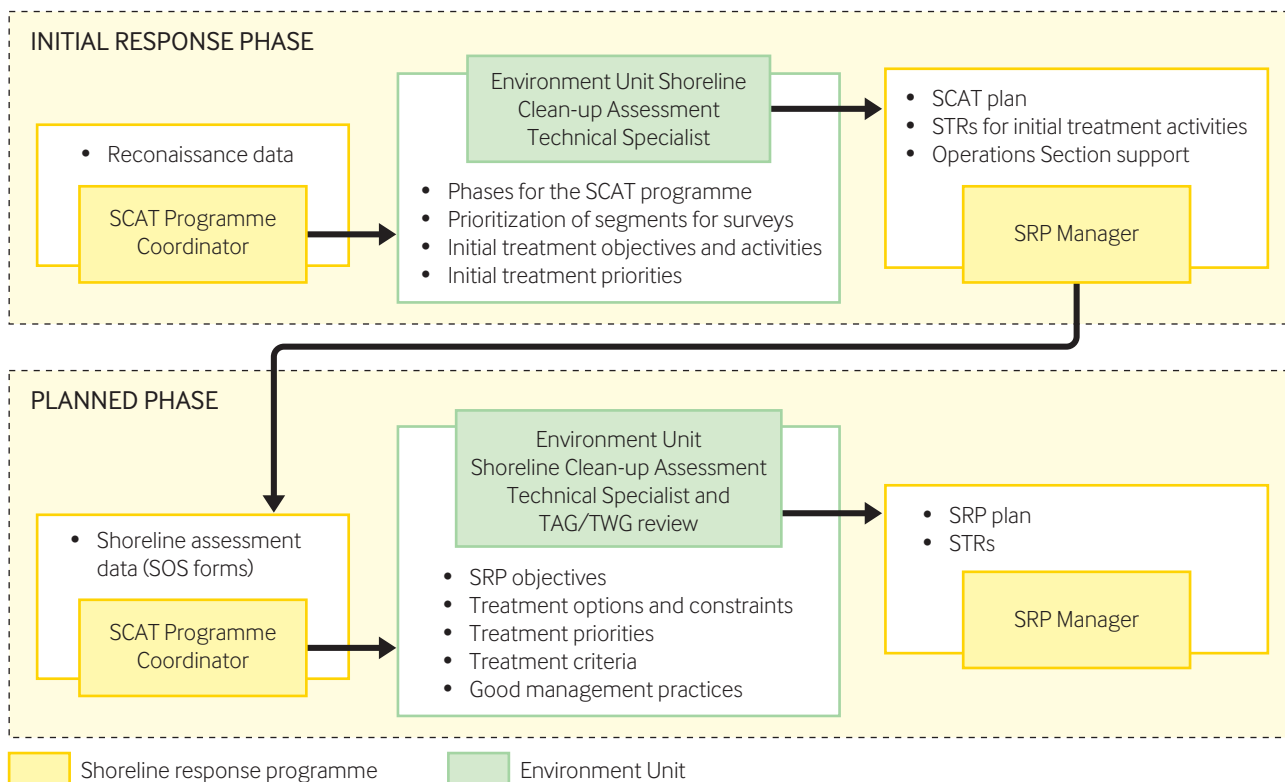 INITIAL RESPONSE PHASE
• Reconaissance data
SCAT Programme
Coordinator
Environment Unit Shoreline
Clean-up Assessment
Technical Specialist
• Phases for the SCAT programme
• Prioritization of segments for surveys
• Initial treatment objectives and activities
• Initial treatment priorities
• SCAT plan
• STRs for initial treatment activities
• Operations Section support
SRP Manager
PLANNED PHASE
• Shoreline assessment
data (SOS forms)
SCAT Programme
Coordinator
Environment Unit
Shoreline Clean-up Assessment
Technical Specialist and
TAG/TWG review
• SRP objectives
• Treatment options and constraints
• Treatment priorities
• Treatment criteria
• Good management practices
• SRP plan
• STRs
SRP Manager
Shoreline response programme
Environment Unit